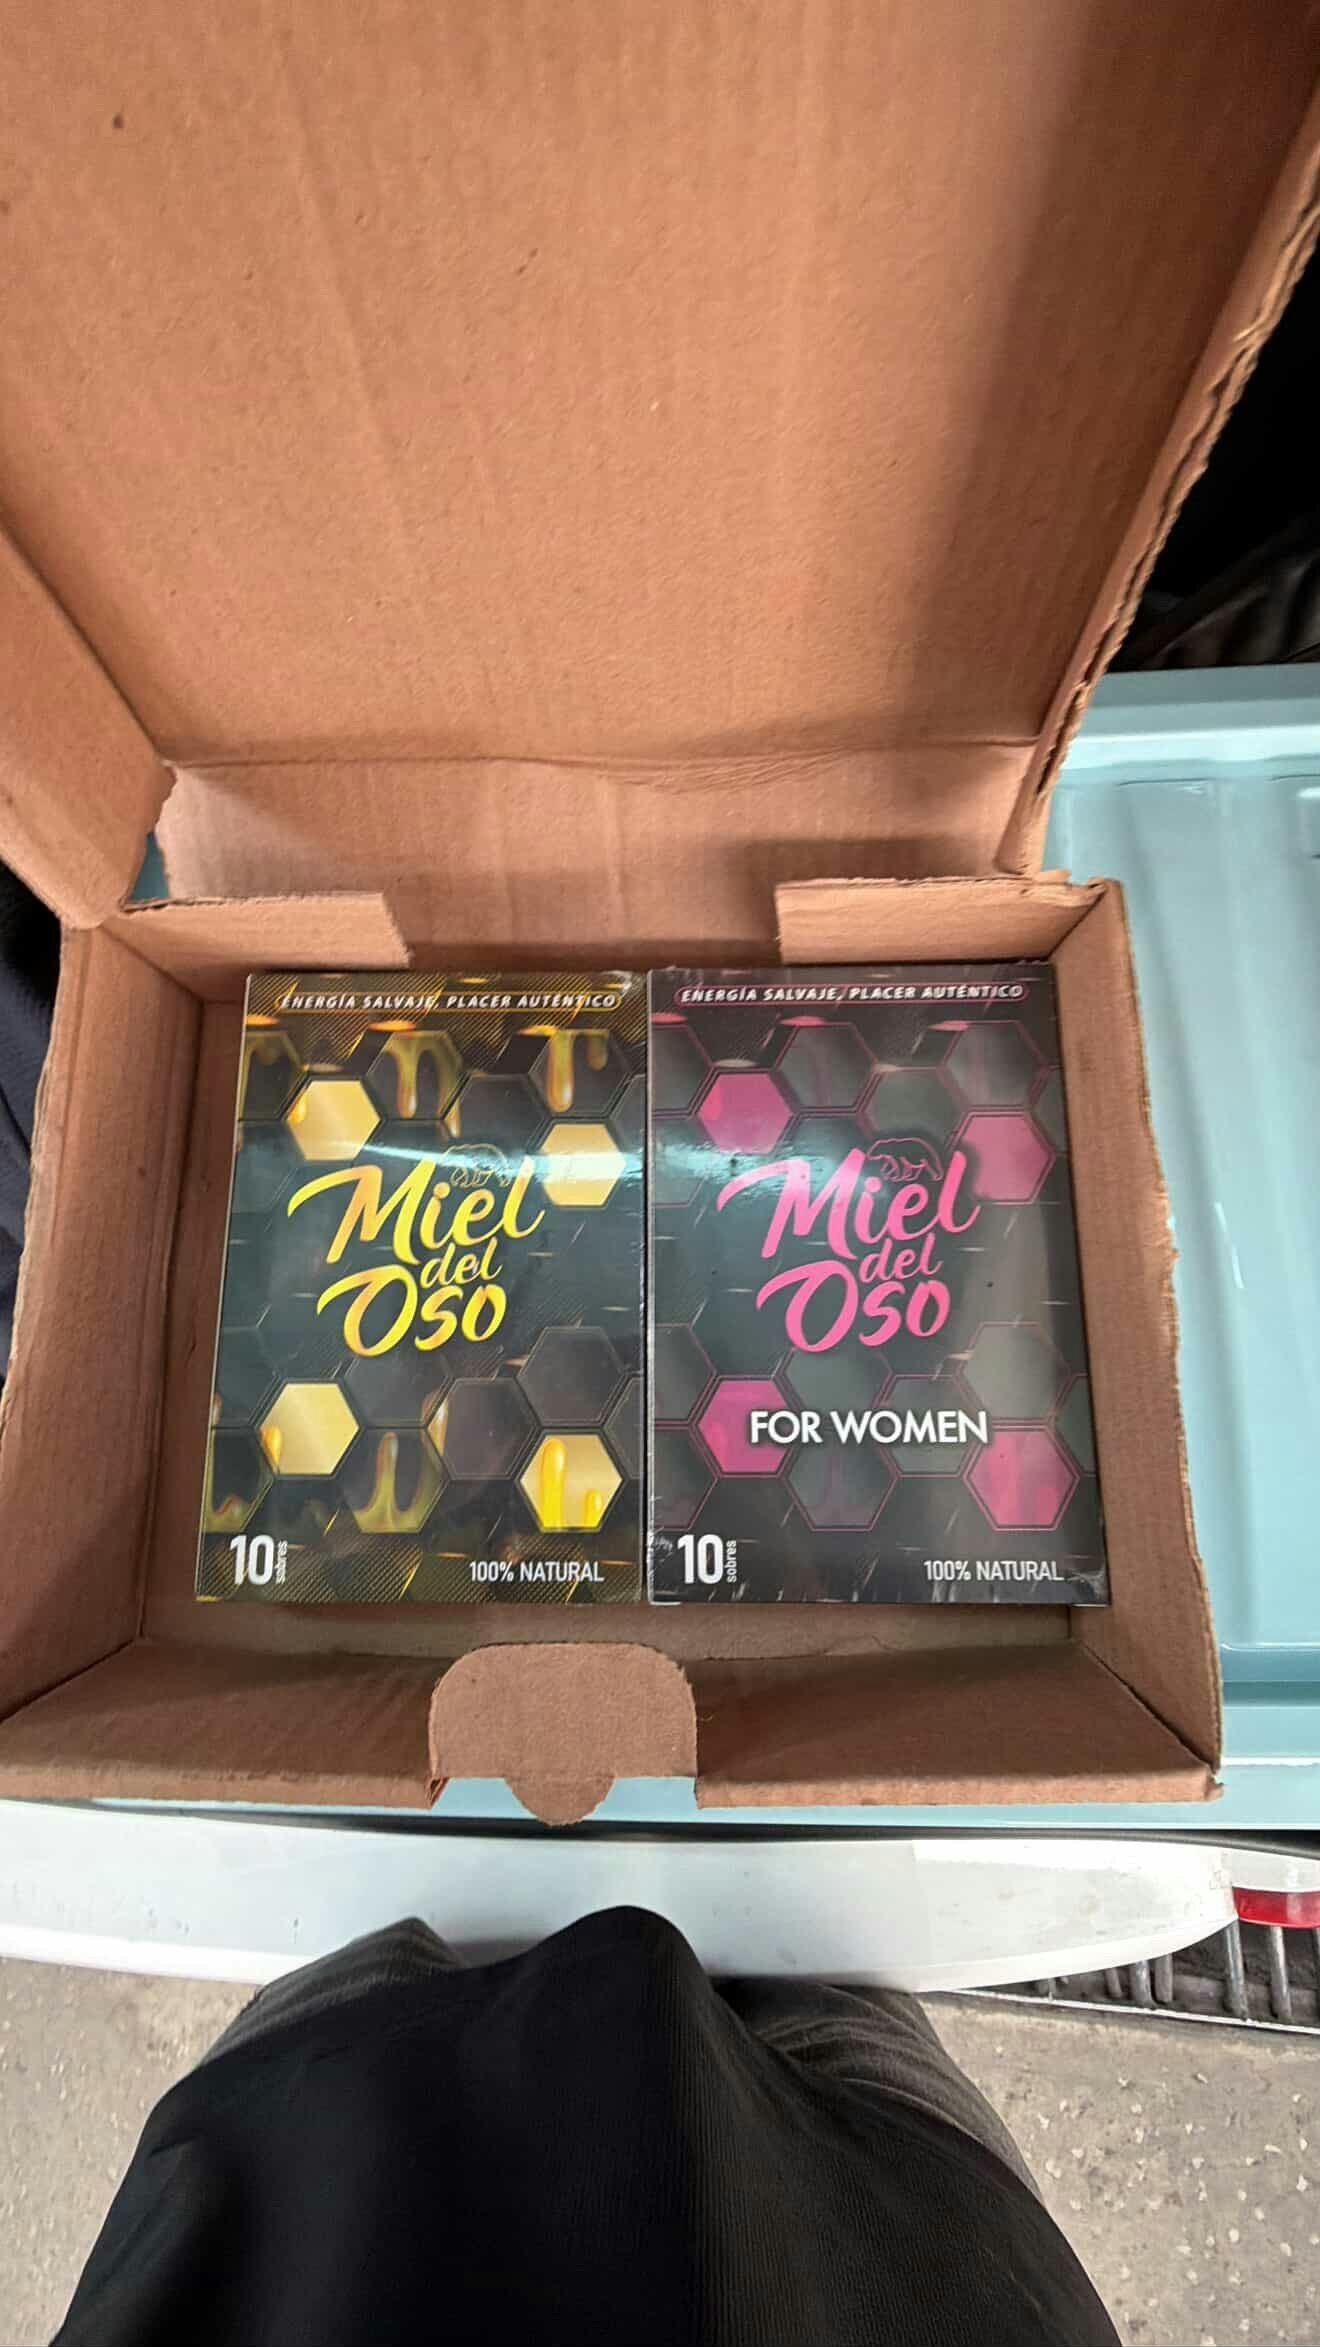 ENERGÍA SALVAJE, PLACER AUTÉNTICO
Miel
del
Oso
10 sobres
100% NATURAL
ENERGÍA SALVAJE, PLACER AUTÉNTICO
Miel
del
Oso
FOR WOMEN
10 sobres
100% NATURAL